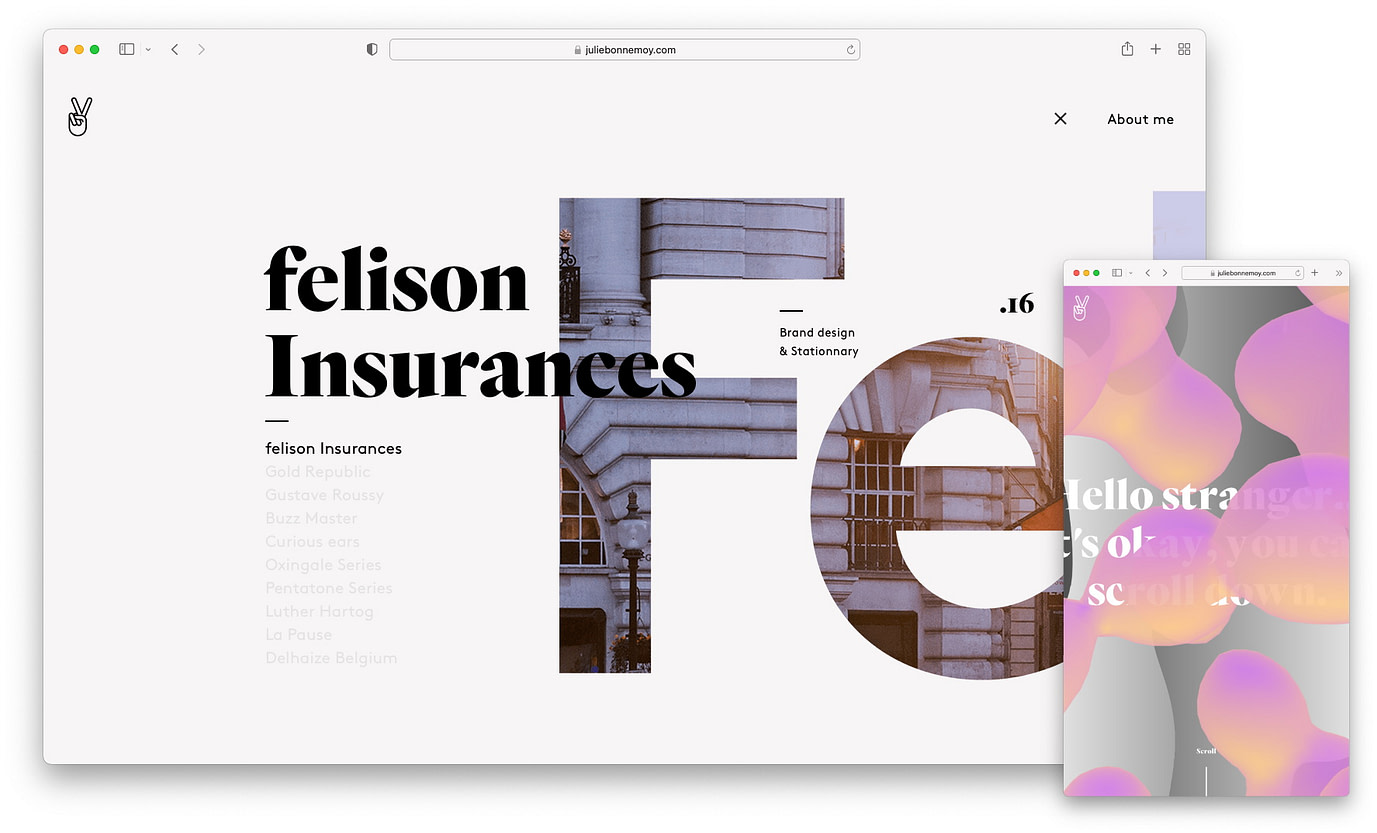 juliebonnemoy.com
About me
felison
Insurances
Fe
.16
Brand design
& Stationnary
felison Insurances
Gold Republic
Gustave Roussy
Buzz Master
Curious ears
Oxingale Series
Pentatone Series
Luther Hartog
La Pause
Delhaize Belgium
juliebonnemoy.com
Hello stranger.
t's okay, you ca
scroll down.
Scroll